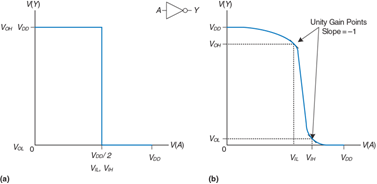 V(Y)
A
Y
VOH
VDD
VOL
0
V(A)
VDD/ 2
VDD
VIL, VIH
(a)
V(Y)
Unity Gain Points
Slope = –1
VDD
VOH
VOL
0
V(A)
VIL
VIH
VDD
(b)